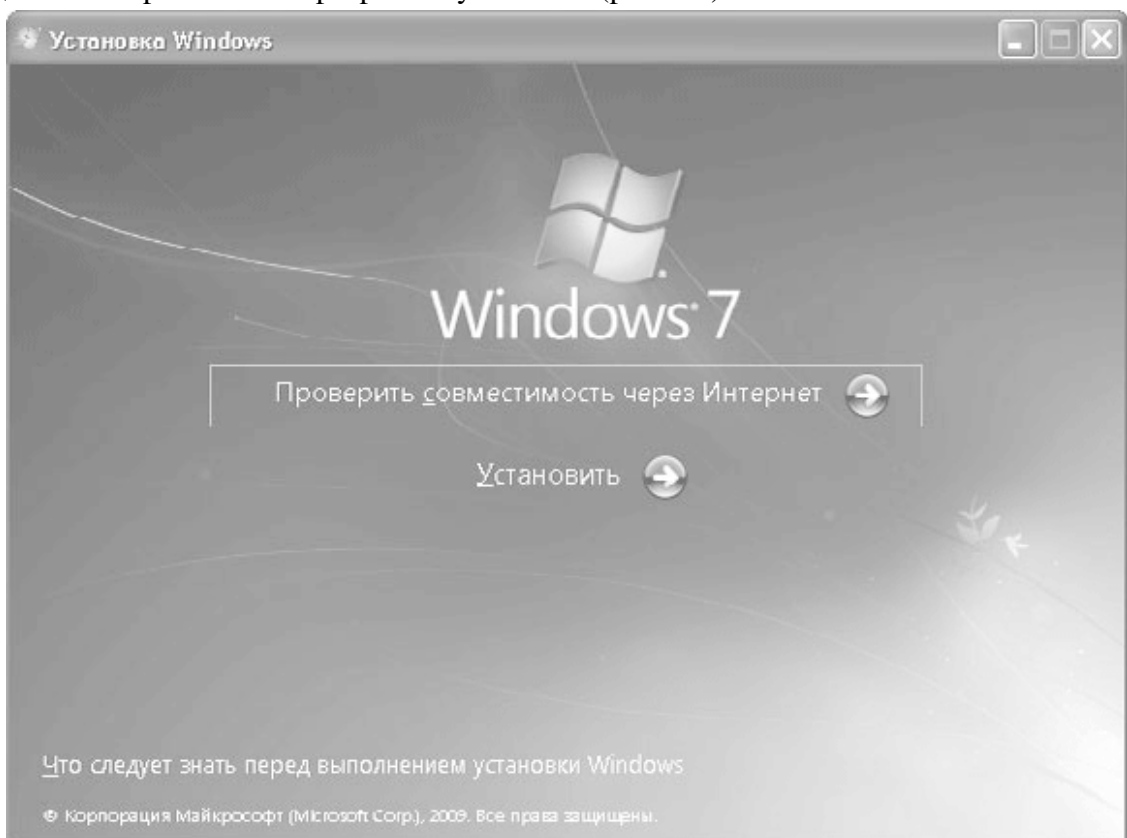 Установка Windows
Windows 7
Проверить совместимость через Интернет
Установить
Что следует знать перед выполнением установки Windows
© Корпорация Майкрософт (Microsoft Corp.), 2009. Все права защищены.